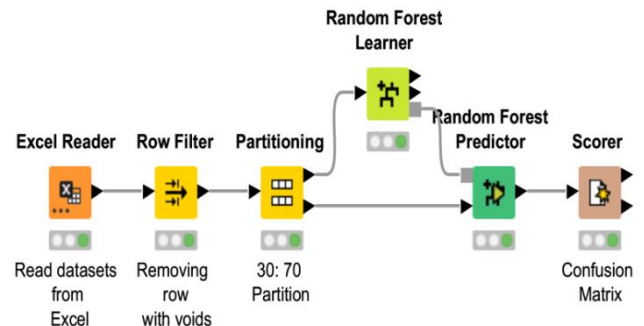 Random Forest
Learner
Excel Reader
Row Filter
Partitioning
Random Forest
Predictor
Scorer
Read datasets
from
Excel
Removing
row
with voids
30: 70
Partition
Confusion
Matrix